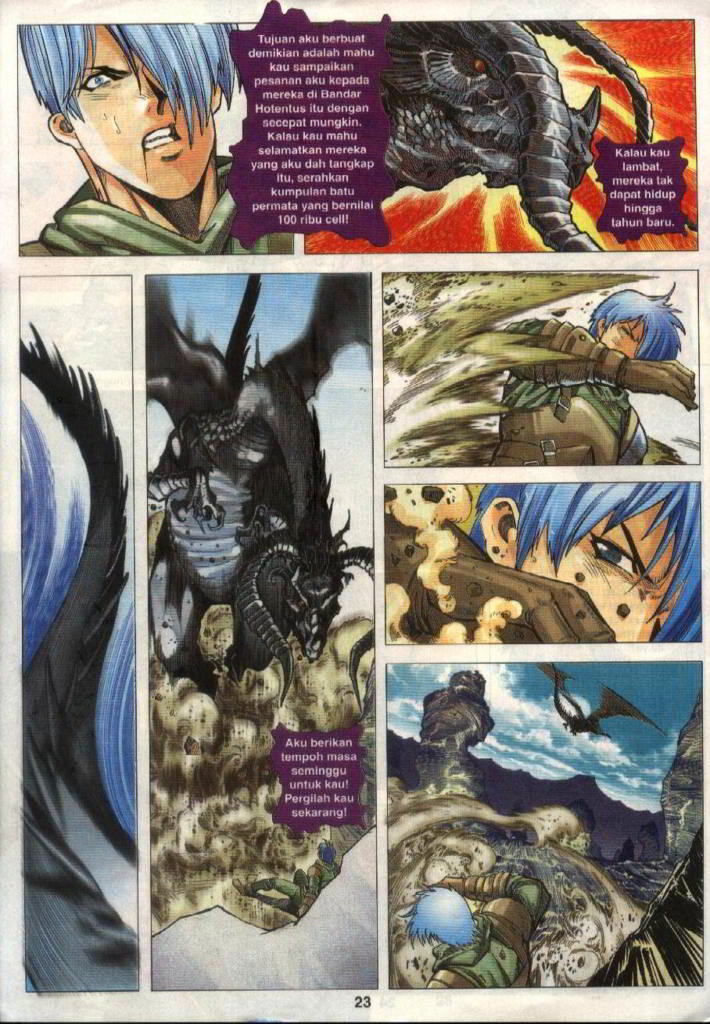 Tujuan aku berbuat
demikian adalah mahu
kau sampaikan
pesanan aku kepada
mereka di Bandar
Hotentus itu dengan
secepat mungkin.
Kalau kau mahu
selamatkan mereka
yang aku dah tangkap
itu, serahkan
kumpulan batu
permata yang bernilai
100 ribu cell!
Kalau kau
lambat,
mereka tak
dapat hidup
hingga
tahun baru.
Aku berikan
tempoh masa
seminggu
untuk kau!
Pergilah kau
sekarang!
23